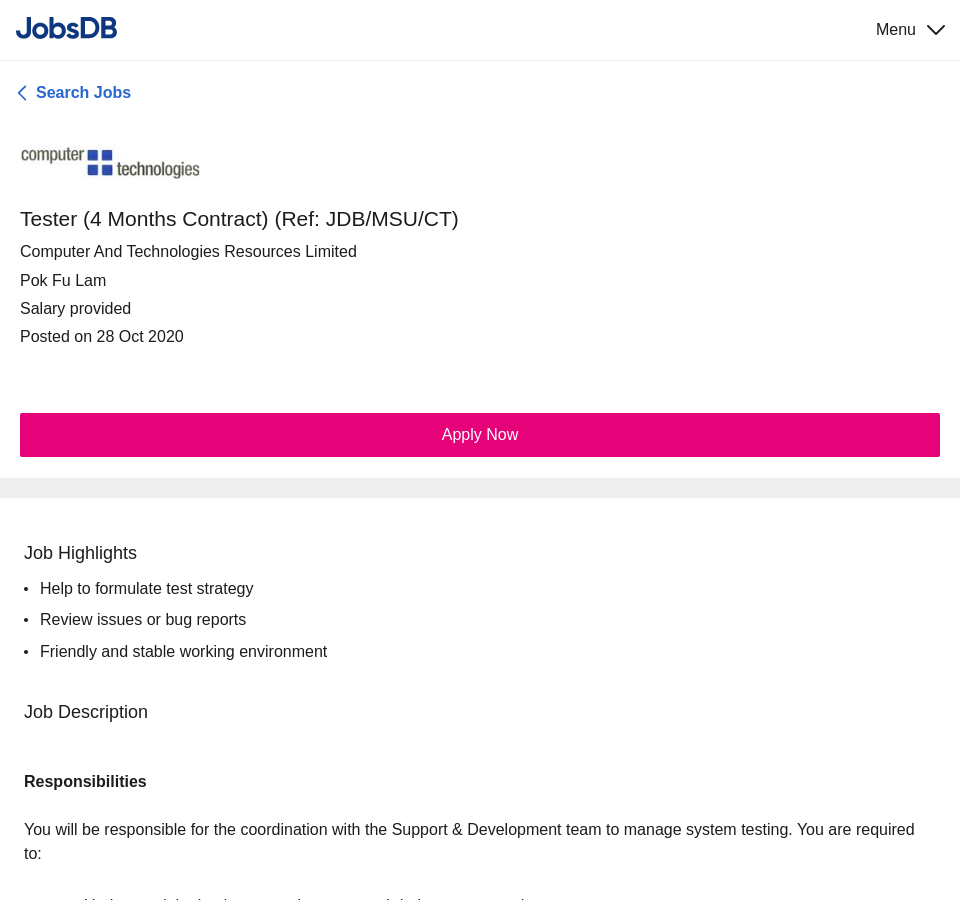 JobsDB
Menu
Search Jobs
computer
technologies
Tester (4 Months Contract) (Ref: JDB/MSU/CT)
Computer And Technologies Resources Limited
Pok Fu Lam
Salary provided
Posted on 28 Oct 2020
Apply Now
Job Highlights
• Help to formulate test strategy
• Review issues or bug reports
• Friendly and stable working environment
Job Description
Responsibilities
You will be responsible for the coordination with the Support & Development team to manage system testing. You are required
to: